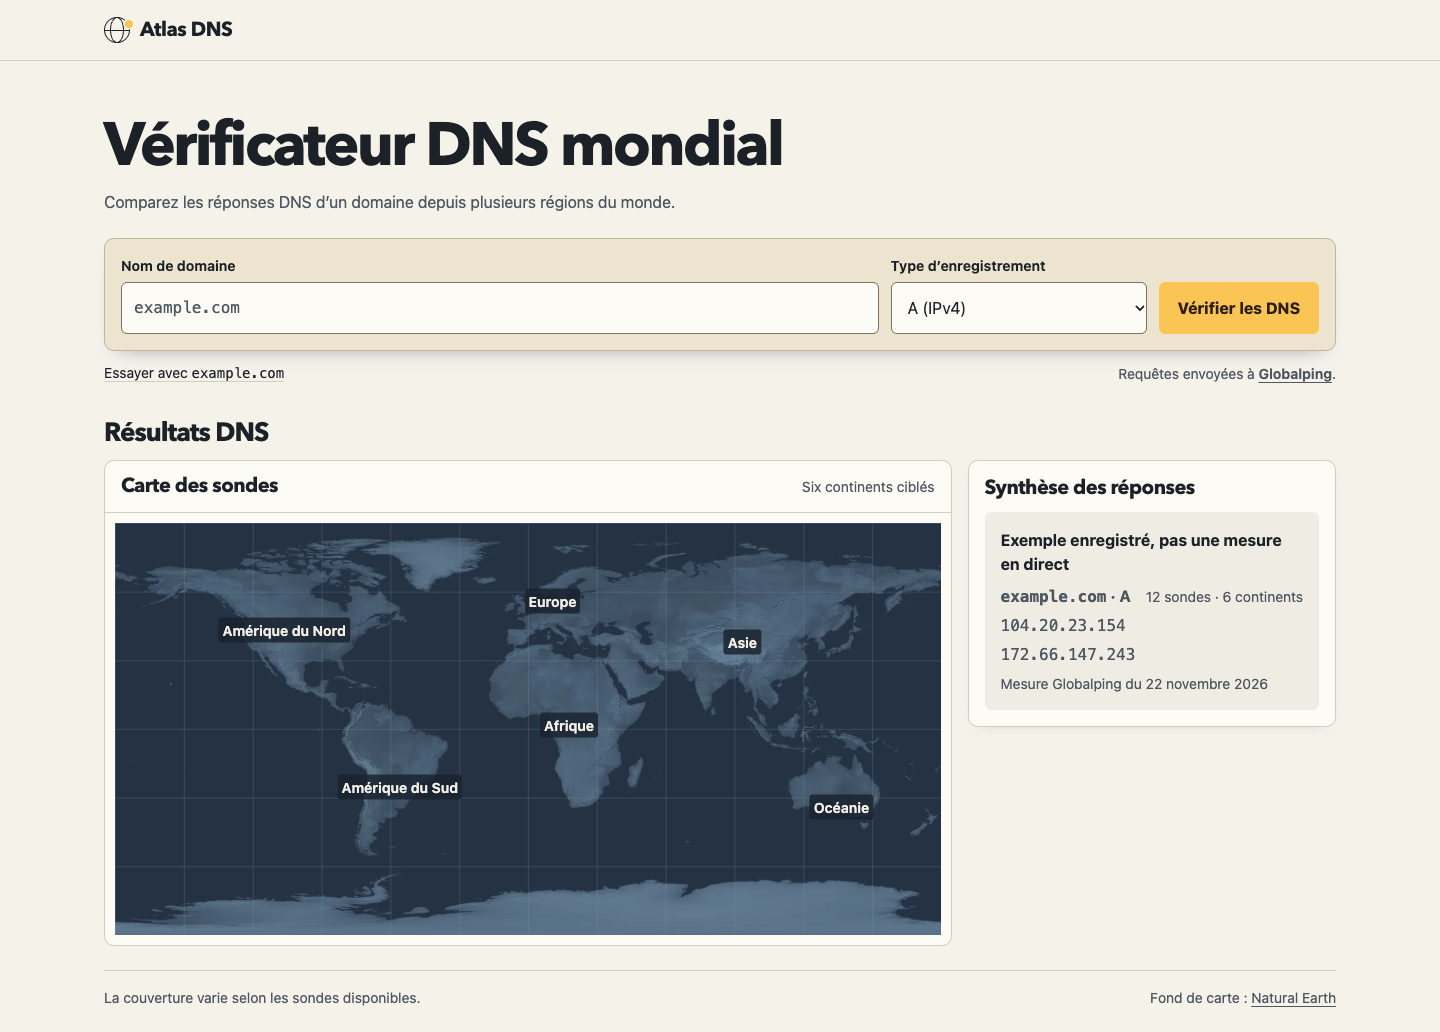 Atlas DNS
Vérificateur DNS mondial
Comparez les réponses DNS d’un domaine depuis plusieurs régions du monde.
Nom de domaine
Type d’enregistrement
example.com
A (IPv4)
Vérifier les DNS
Essayer avec example.com
Requêtes envoyées à Globalping.
Résultats DNS
Carte des sondes
Six continents ciblés
Europe
Amérique du Nord
Asie
Afrique
Amérique du Sud
Océanie
Synthèse des réponses
Exemple enregistré, pas une mesure
en direct
example.com · A
12 sondes · 6 continents
104.20.23.154
172.66.147.243
Mesure Globalping du 22 novembre 2026
La couverture varie selon les sondes disponibles.
Fond de carte : Natural Earth